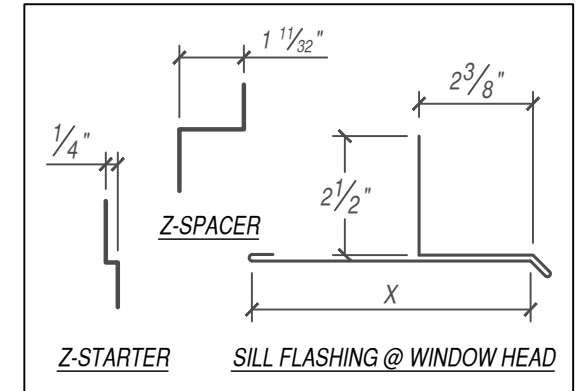 1 11/32"
2 3/8"
1/4"
2 1/2"
Z-SPACER
X
Z-STARTER
SILL FLASHING @ WINDOW HEAD